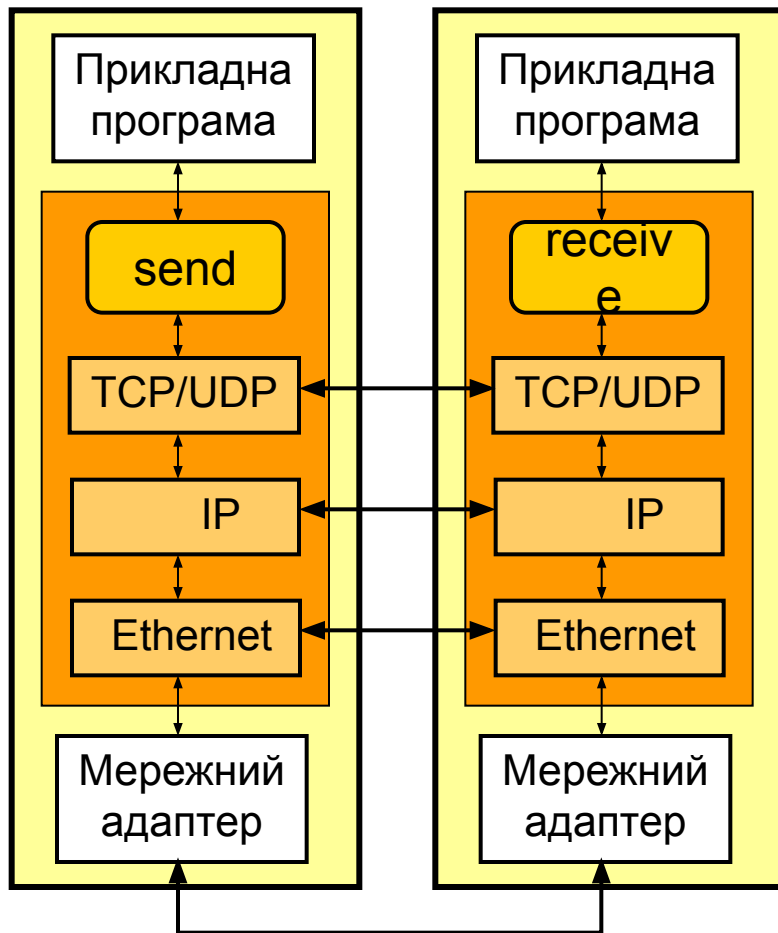 Прикладна
програма
send
TCP/UDP
IP
Ethernet
Мережний
адаптер
Прикладна
програма
receiv
e
TCP/UDP
IP
Ethernet
Мережний
адаптер